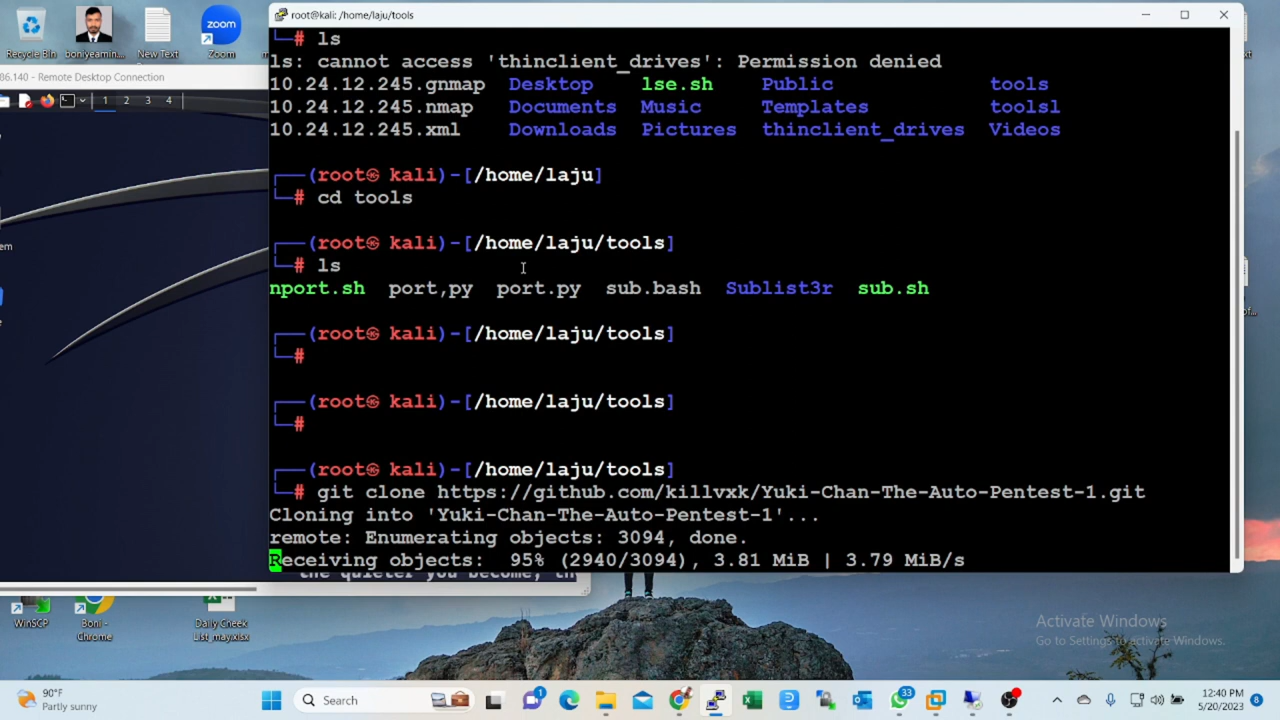 root@kali: /home/laju/tools
Recycle Bin
boniyeamin...
New Text
zoom
Zoom
86.140 - Remote Desktop Connection
1 2 3 4
└─# ls
ls: cannot access 'thinclient_drives': Permission denied
10.24.12.245.gnmap Desktop lse.sh Public tools
10.24.12.245.nmap Documents Music Templates toolsl
10.24.12.245.xml Downloads Pictures thinclient_drives Videos
┌──(root㉿ kali)-[/home/laju]
└─# cd tools
┌──(root㉿ kali)-[/home/laju/tools]
└─# ls
nport.sh port,py port.py sub.bash Sublist3r sub.sh
┌──(root㉿ kali)-[/home/laju/tools]
└─#
┌──(root㉿ kali)-[/home/laju/tools]
└─#
┌──(root㉿ kali)-[/home/laju/tools]
└─# git clone https://github.com/killvxk/Yuki-Chan-The-Auto-Pentest-1.git
Cloning into 'Yuki-Chan-The-Auto-Pentest-1'...
remote: Enumerating objects: 3094, done.
Receiving objects: 95% (2940/3094), 3.81 MiB | 3.79 MiB/s
the quieter you become, th
WinSCP
Boni - Chrome
Daily Cheek
List_may.xlsx
Activate Windows
Go to Settings to activate Windows.
90°F
Partly sunny
Search
1
33
12:40 PM
5/20/2023
8